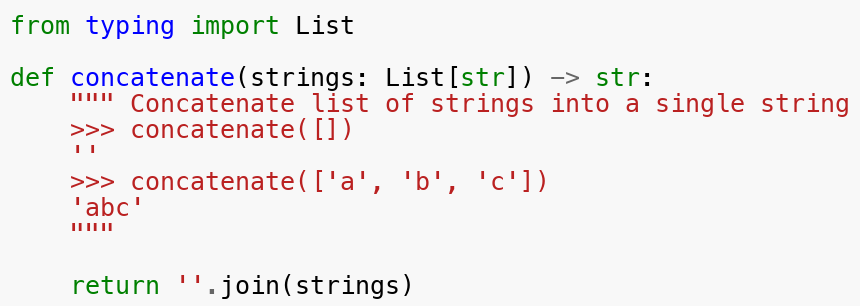 from typing import List

def concatenate(strings: List[str]) -> str:
    """ Concatenate list of strings into a single string
    >>> concatenate([])
    ''
    >>> concatenate(['a', 'b', 'c'])
    'abc'
    """

    return ''.join(strings)